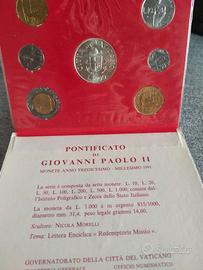 PONTIFICATO
DI
GIOVANNI PAOLO II
MONETE ANNO TREDICESIMO - MILLESIMO 1991
La serie è composta da sette monete: L. 10, L. 20,
L. 50, L. 100, L. 200, L. 500, L. 1.000, coniate dal-
l'Istituto Poligrafico e Zecca dello Stato Italiano.
La moneta da L. 1.000 è in argento 835/1000,
diametro mm. 31,4, peso legale grammi 14,60.
Scultore: NICOLA MORELLI
Tema: Lettera Enciclica « Redemptoris Missio ».
GOVERNATORATO DELLA CITTÀ DEL VATICANO
UFFICIO NUMISMATICO